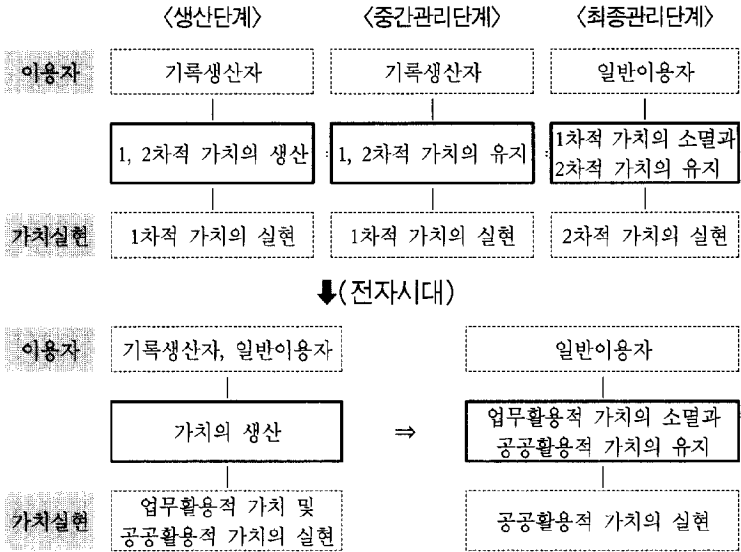 〈생산단계〉 〈중간관리단계〉 〈최종관리단계〉
이용자 기록생산자 기록생산자 일반이용자
1, 2차적 가치의 생산 1, 2차적 가치의 유지 1차적 가치의 소멸과
2차적 가치의 유지
가치실현 1차적 가치의 실현 1차적 가치의 실현 2차적 가치의 실현
⬇(전자시대)
이용자 기록생산자, 일반이용자 일반이용자
가치의 생산 ⇒ 업무활용적 가치의 소멸과
공공활용적 가치의 유지
가치실현 업무활용적 가치 및
공공활용적 가치의 실현 공공활용적 가치의 실현